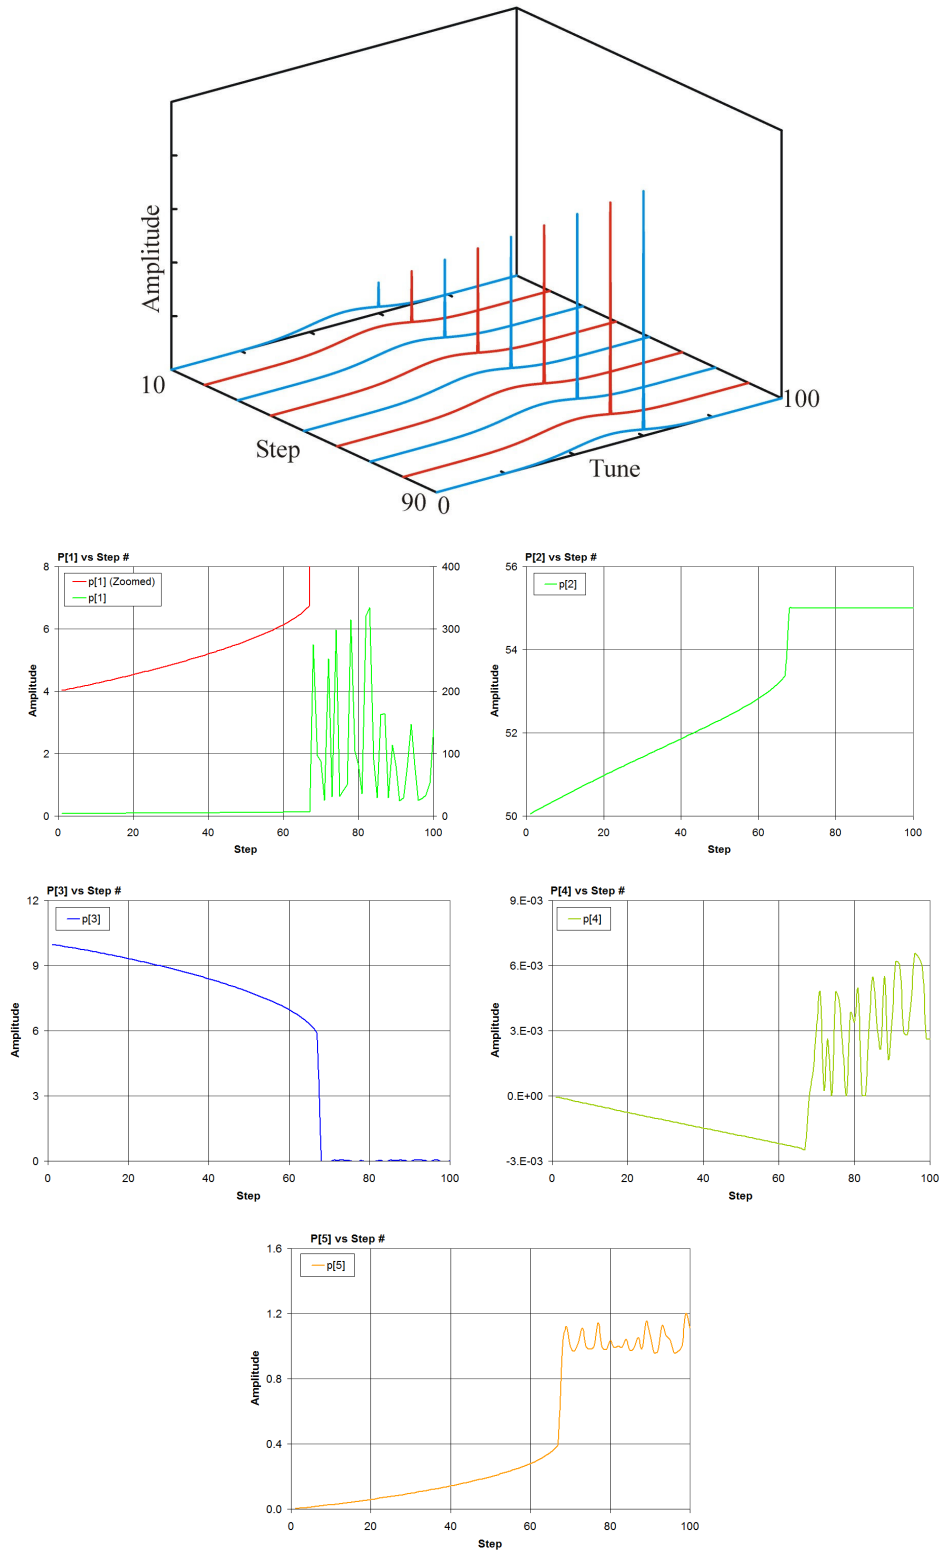 Amplitude
10
Step
90
0
Tune
100
P[1] vs Step #
p[1] (Zoomed)
p[1]
8
6
4
2
0
400
300
200
100
0
Amplitude
0 20 40 60 80 100
Step
P[2] vs Step #
p[2]
56
54
52
50
Amplitude
0 20 40 60 80 100
Step
P[3] vs Step #
p[3]
12
9
6
3
0
Amplitude
0 20 40 60 80 100
Step
P[4] vs Step #
p[4]
9.E-03
6.E-03
3.E-03
0.E+00
-3.E-03
Amplitude
0 20 40 60 80 100
Step
P[5] vs Step #
p[5]
1.6
1.2
0.8
0.4
0.0
Amplitude
0 20 40 60 80 100
Step